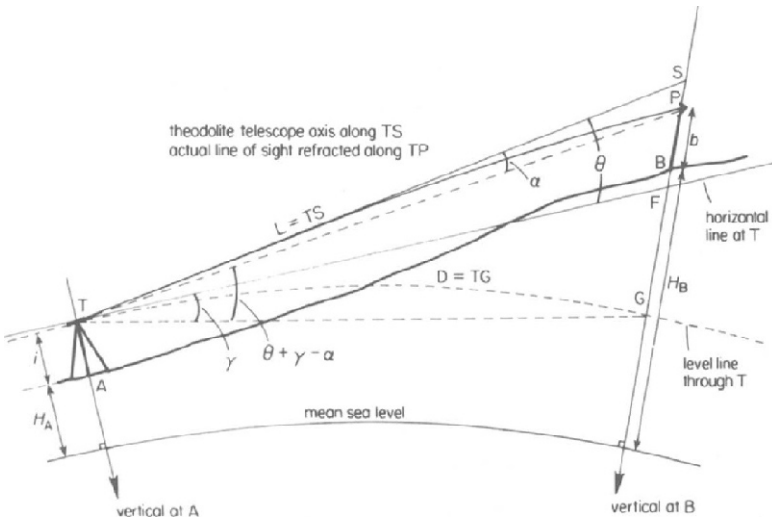 S
P
theodolite telescope axis along TS
actual line of sight refracted along TP
b
θ
B
α
L = TS
F
horizontal
line at T
D = TG
H_B
T
G
i
γ
θ + γ − α
level line
through T
A
H_A
mean sea level
vertical at A
vertical at B